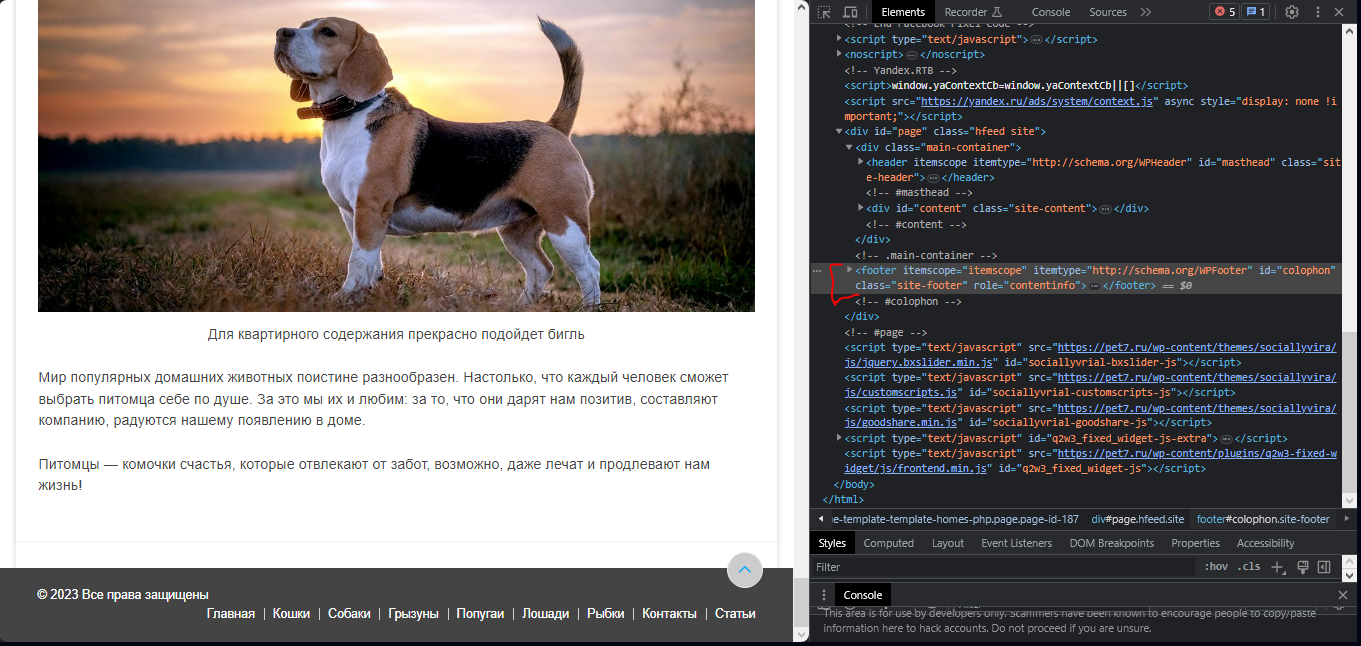 Для квартирного содержания прекрасно подойдет бигль
Мир популярных домашних животных поистине разнообразен. Настолько, что каждый человек сможет
выбрать питомца себе по душе. За это мы их и любим: за то, что они дарят нам позитив, составляют
компанию, радуются нашему появлению в доме.
Питомцы — комочки счастья, которые отвлекают от забот, возможно, даже лечат и продлевают нам
жизнь!
© 2023 Все права защищены
Главная | Кошки | Собаки | Грызуны | Попугаи | Лошади | Рыбки | Контакты | Статьи
Elements Recorder Console Sources 5 1
<!-- End Facebook Pixel Code -->
<script type="text/javascript"> </script>
<noscript> </noscript>
<!-- Yandex.RTB -->
<script>window.yaContextCb=window.yaContextCb||[]</script>
<script src="https://yandex.ru/ads/system/context.js" async style="display: none !i
mportant;"></script>
<div id="page" class="hfeed site">
<div class="main-container">
<header itemscope itemtype="http://schema.org/WPHeader" id="masthead" class="sit
e-header"> </header>
<!-- #masthead -->
<div id="content" class="site-content"> </div>
<!-- #content -->
</div>
<!-- .main-container -->
<footer itemscope="itemscope" itemtype="http://schema.org/WPFooter" id="colophon"
class="site-footer" role="contentinfo"> </footer> == $0
<!-- #colophon -->
</div>
<!-- #page -->
<script type="text/javascript" src="https://pet7.ru/wp-content/themes/sociallyvira/
js/jquery.bxslider.min.js" id="sociallyvrial-bxslider-js"></script>
<script type="text/javascript" src="https://pet7.ru/wp-content/themes/sociallyvira/
js/customscripts.js" id="sociallyvrial-customscripts-js"></script>
<script type="text/javascript" src="https://pet7.ru/wp-content/themes/sociallyvira/
js/goodshare.min.js" id="sociallyvrial-goodshare-js"></script>
<script type="text/javascript" id="q2w3_fixed_widget-js-extra"> </script>
<script type="text/javascript" src="https://pet7.ru/wp-content/plugins/q2w3-fixed-w
idget/js/frontend.min.js" id="q2w3_fixed_widget-js"></script>
</body>
</html>
e-template-template-homes-php.page.page-id-187 div#page.hfeed.site footer#colophon.site-footer
Styles Computed Layout Event Listeners DOM Breakpoints Properties Accessibility
Filter :hov .cls
Console
This area is for use by developers only. Scammers have been known to encourage people to copy/paste
information here to hack accounts. Do not proceed if you are unsure.